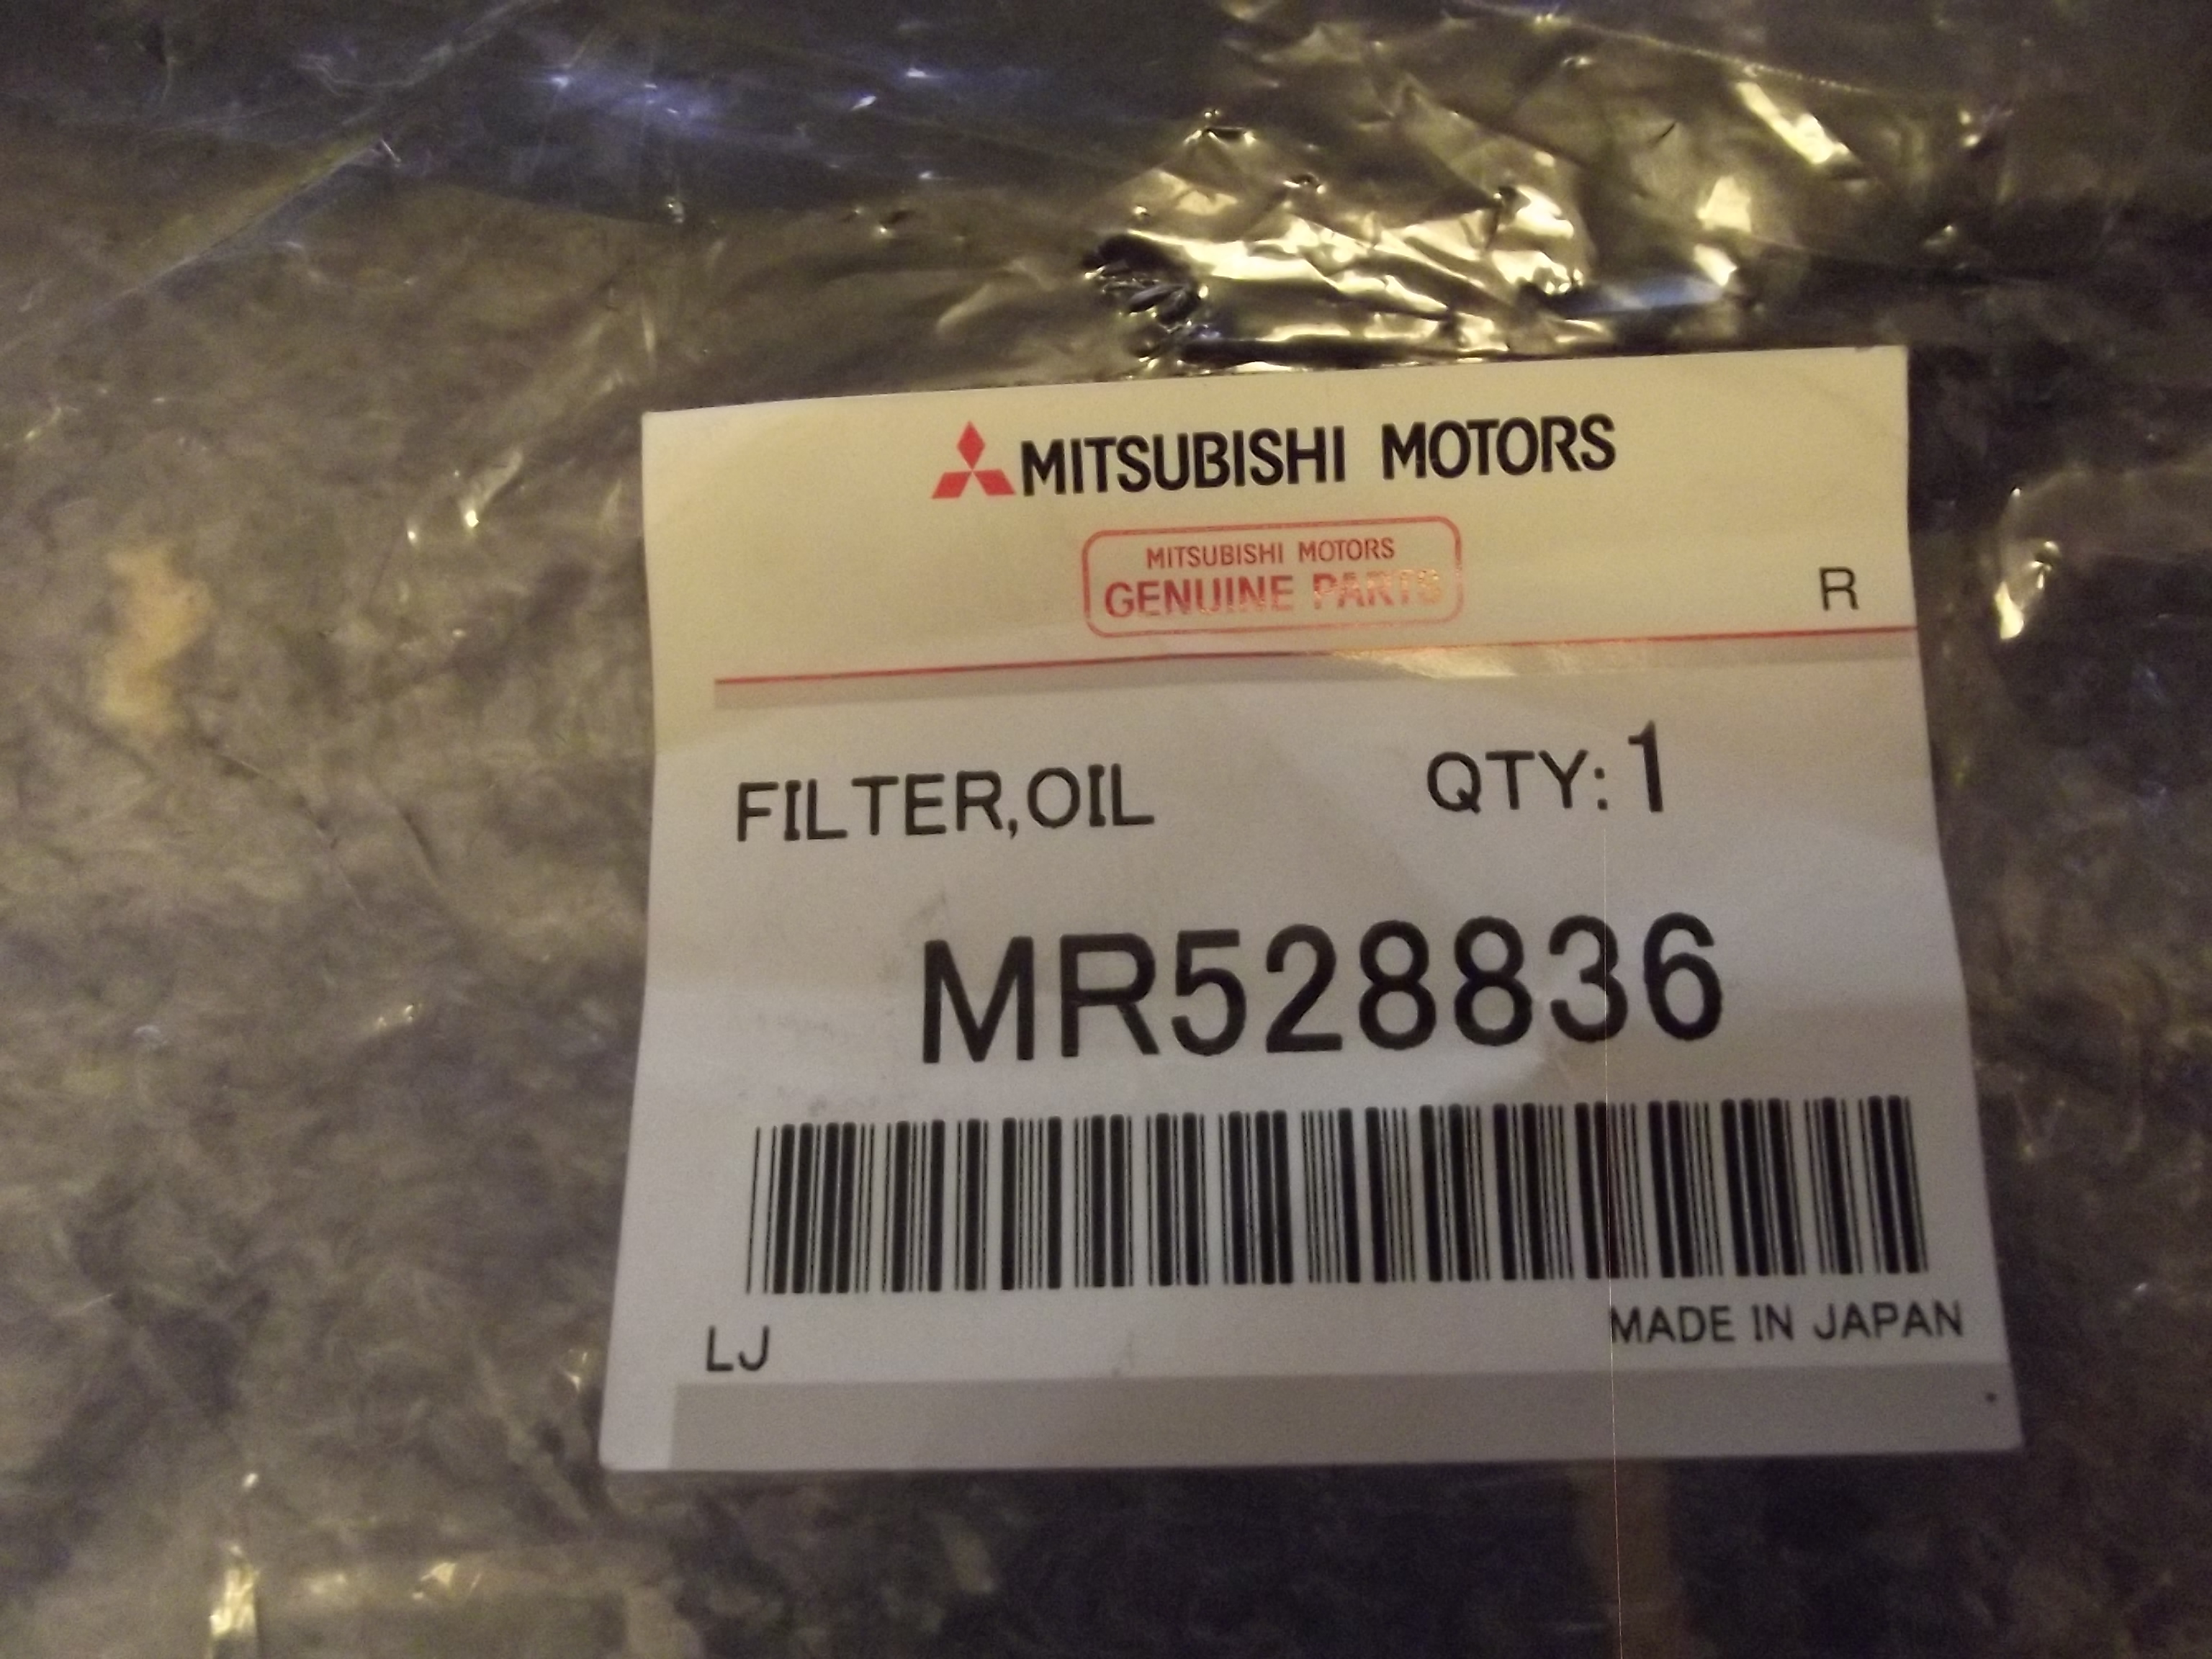 MITSUBISHI MOTORS
MITSUBISHI MOTORS
GENUINE PARTS
R
FILTER,OIL QTY:1
MR528836
LJ MADE IN JAPAN